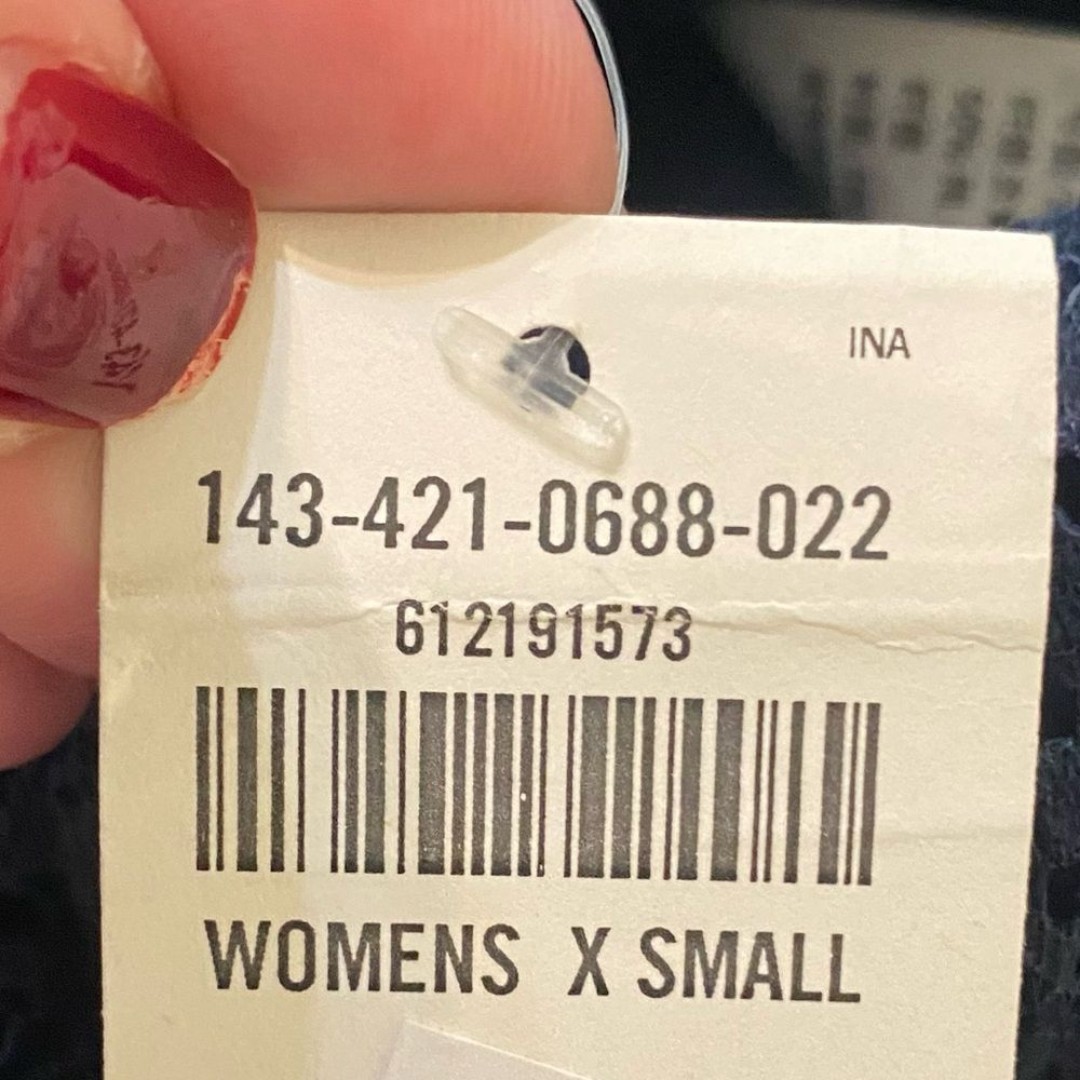 INA
143-421-0688-022
612191573
WOMENS X SMALL